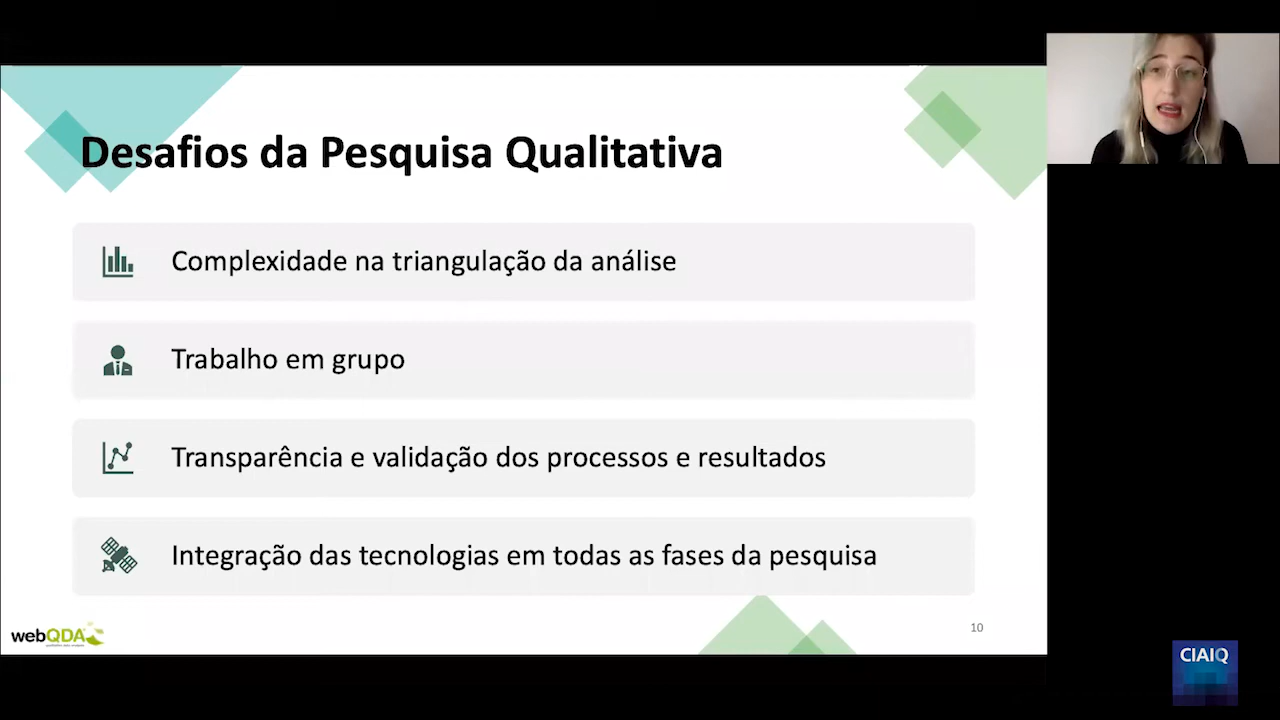 Desafios da Pesquisa Qualitativa
Complexidade na triangulação da análise
Trabalho em grupo
Transparência e validação dos processos e resultados
Integração das tecnologias em todas as fases da pesquisa
webQDA
10
CIAIQ